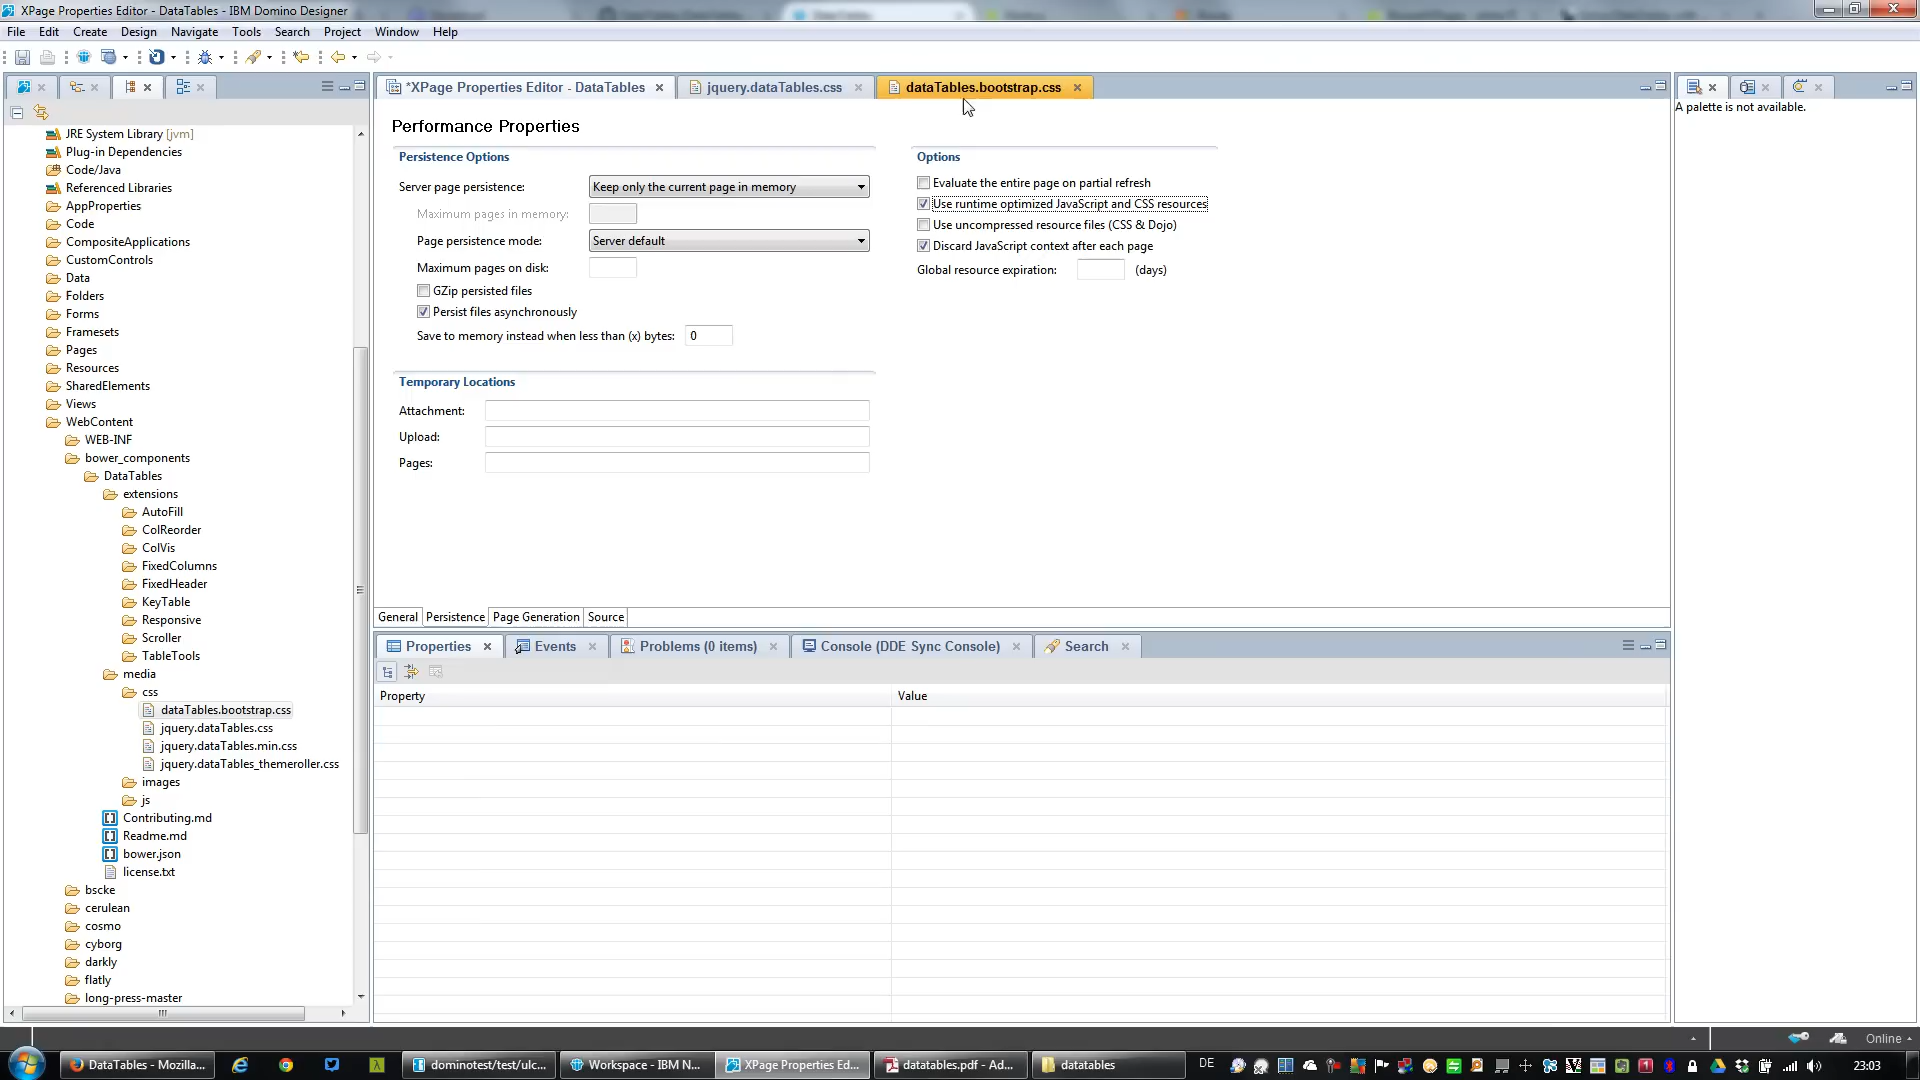 XPage Properties Editor - DataTables - IBM Domino Designer
File Edit Create Design Navigate Tools Search Project Window Help
*XPage Properties Editor - DataTables
jquery.dataTables.css
dataTables.bootstrap.css
JRE System Library [jvm]
Plug-in Dependencies
Code/Java
Referenced Libraries
AppProperties
Code
CompositeApplications
CustomControls
Data
Folders
Forms
Framesets
Pages
Resources
SharedElements
Views
WebContent
WEB-INF
bower_components
DataTables
extensions
AutoFill
ColReorder
ColVis
FixedColumns
FixedHeader
KeyTable
Responsive
Scroller
TableTools
media
css
dataTables.bootstrap.css
jquery.dataTables.css
jquery.dataTables.min.css
jquery.dataTables_themeroller.css
images
js
Contributing.md
Readme.md
bower.json
license.txt
bscke
cerulean
cosmo
cyborg
darkly
flatly
long-press-master
Performance Properties
Persistence Options
Server page persistence: Keep only the current page in memory
Maximum pages in memory:
Page persistence mode: Server default
Maximum pages on disk:
GZip persisted files
Persist files asynchronously
Save to memory instead when less than (x) bytes: 0
Temporary Locations
Attachment:
Upload:
Pages:
Options
Evaluate the entire page on partial refresh
Use runtime optimized JavaScript and CSS resources
Use uncompressed resource files (CSS & Dojo)
Discard JavaScript context after each page
Global resource expiration: (days)
General Persistence Page Generation Source
Properties Events Problems (0 items) Console (DDE Sync Console) Search
Property Value
A palette is not available.
Online
DataTables - Mozilla...
dominotest/test/ulc...
Workspace - IBM N...
XPage Properties Ed...
datatables.pdf - Ad...
datatables
DE
23:03